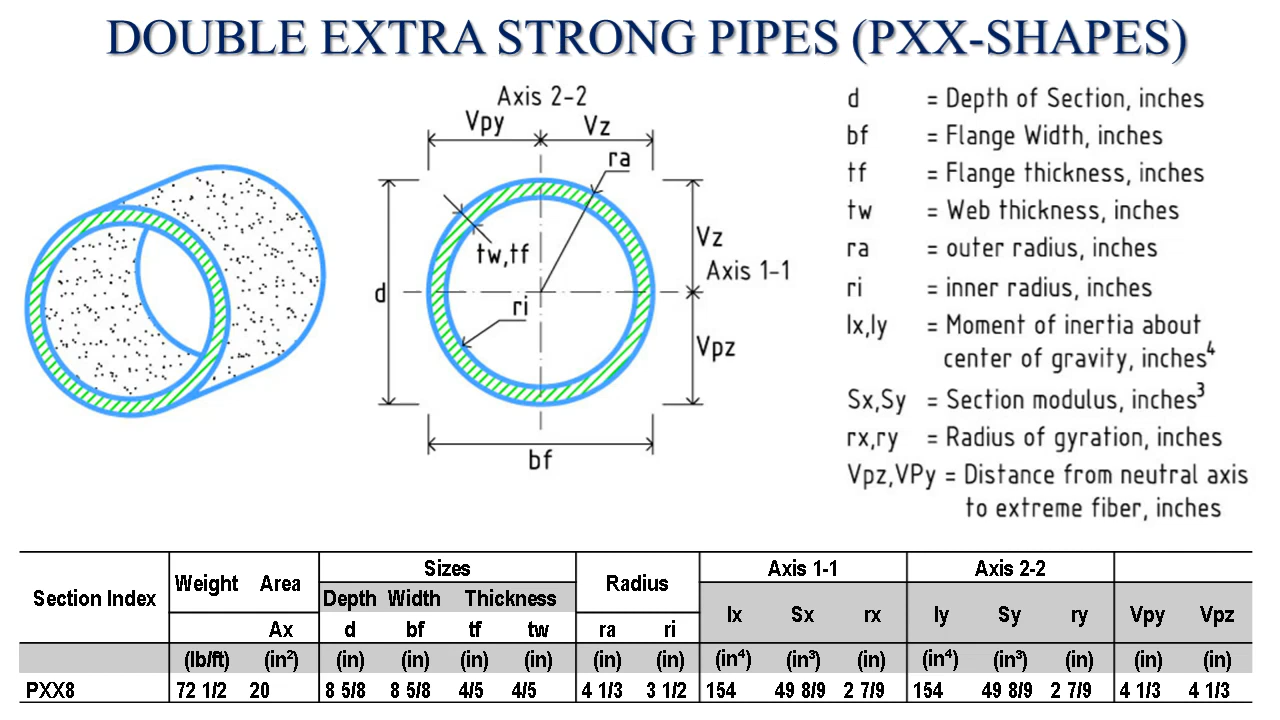 DOUBLE EXTRA STRONG PIPES (PXX-SHAPES)
Axis 2-2
Vpy Vz
ra
tw,tf
Vz
Axis 1-1
d
ri
Vpz
bf
d = Depth of Section, inches
bf = Flange Width, inches
tf = Flange thickness, inches
tw = Web thickness, inches
ra = outer radius, inches
ri = inner radius, inches
Ix,Iy = Moment of inertia about
center of gravity, inches⁴
Sx,Sy = Section modulus, inches³
rx,ry = Radius of gyration, inches
Vpz,VPy = Distance from neutral axis
to extreme fiber, inches
Section Index Weight Area Sizes Radius Axis 1-1 Axis 2-2
Depth Width Thickness Ix Sx rx Iy Sy ry Vpy Vpz
Ax d bf tf tw ra ri
(lb/ft) (in²) (in) (in) (in) (in) (in) (in) (in⁴) (in³) (in) (in⁴) (in³) (in) (in) (in)
PXX8 72 1/2 20 8 5/8 8 5/8 4/5 4/5 4 1/3 3 1/2 154 49 8/9 2 7/9 154 49 8/9 2 7/9 4 1/3 4 1/3